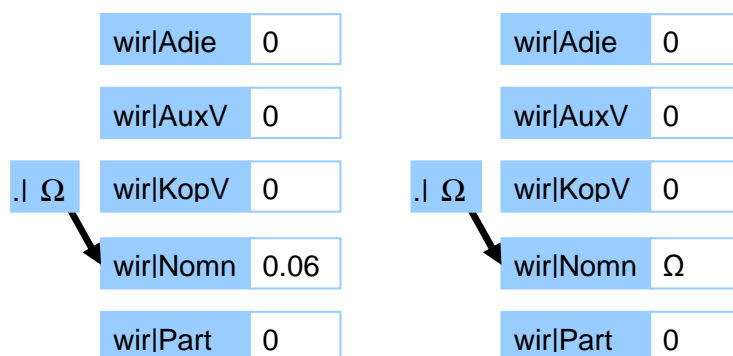 wir|Adje 0 wir|Adje 0
wir|AuxV 0 wir|AuxV 0
.| Ω wir|KopV 0 .| Ω wir|KopV 0
wir|Nomn 0.06 wir|Nomn Ω
wir|Part 0 wir|Part 0